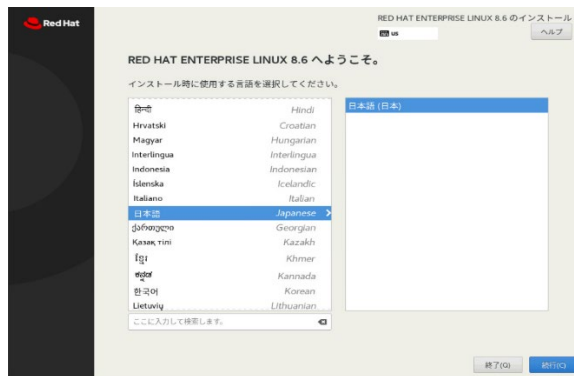 Red Hat
RED HAT ENTERPRISE LINUX 8.6 のインストール
us
ヘルプ
RED HAT ENTERPRISE LINUX 8.6 へようこそ。
インストール時に使用する言語を選択してください。
हिन्दी Hindi
Hrvatski Croatian
Magyar Hungarian
Interlingua Interlingua
Indonesia Indonesian
Íslenska Icelandic
Italiano Italian
日本語 Japanese
ქართული Georgian
Қазақ тілі Kazakh
ខ្មែរ Khmer
ಕನ್ನಡ Kannada
한국어 Korean
Lietuvių Lithuanian
日本語 (日本)
ここに入力して検索します。
終了(Q)
続行(C)